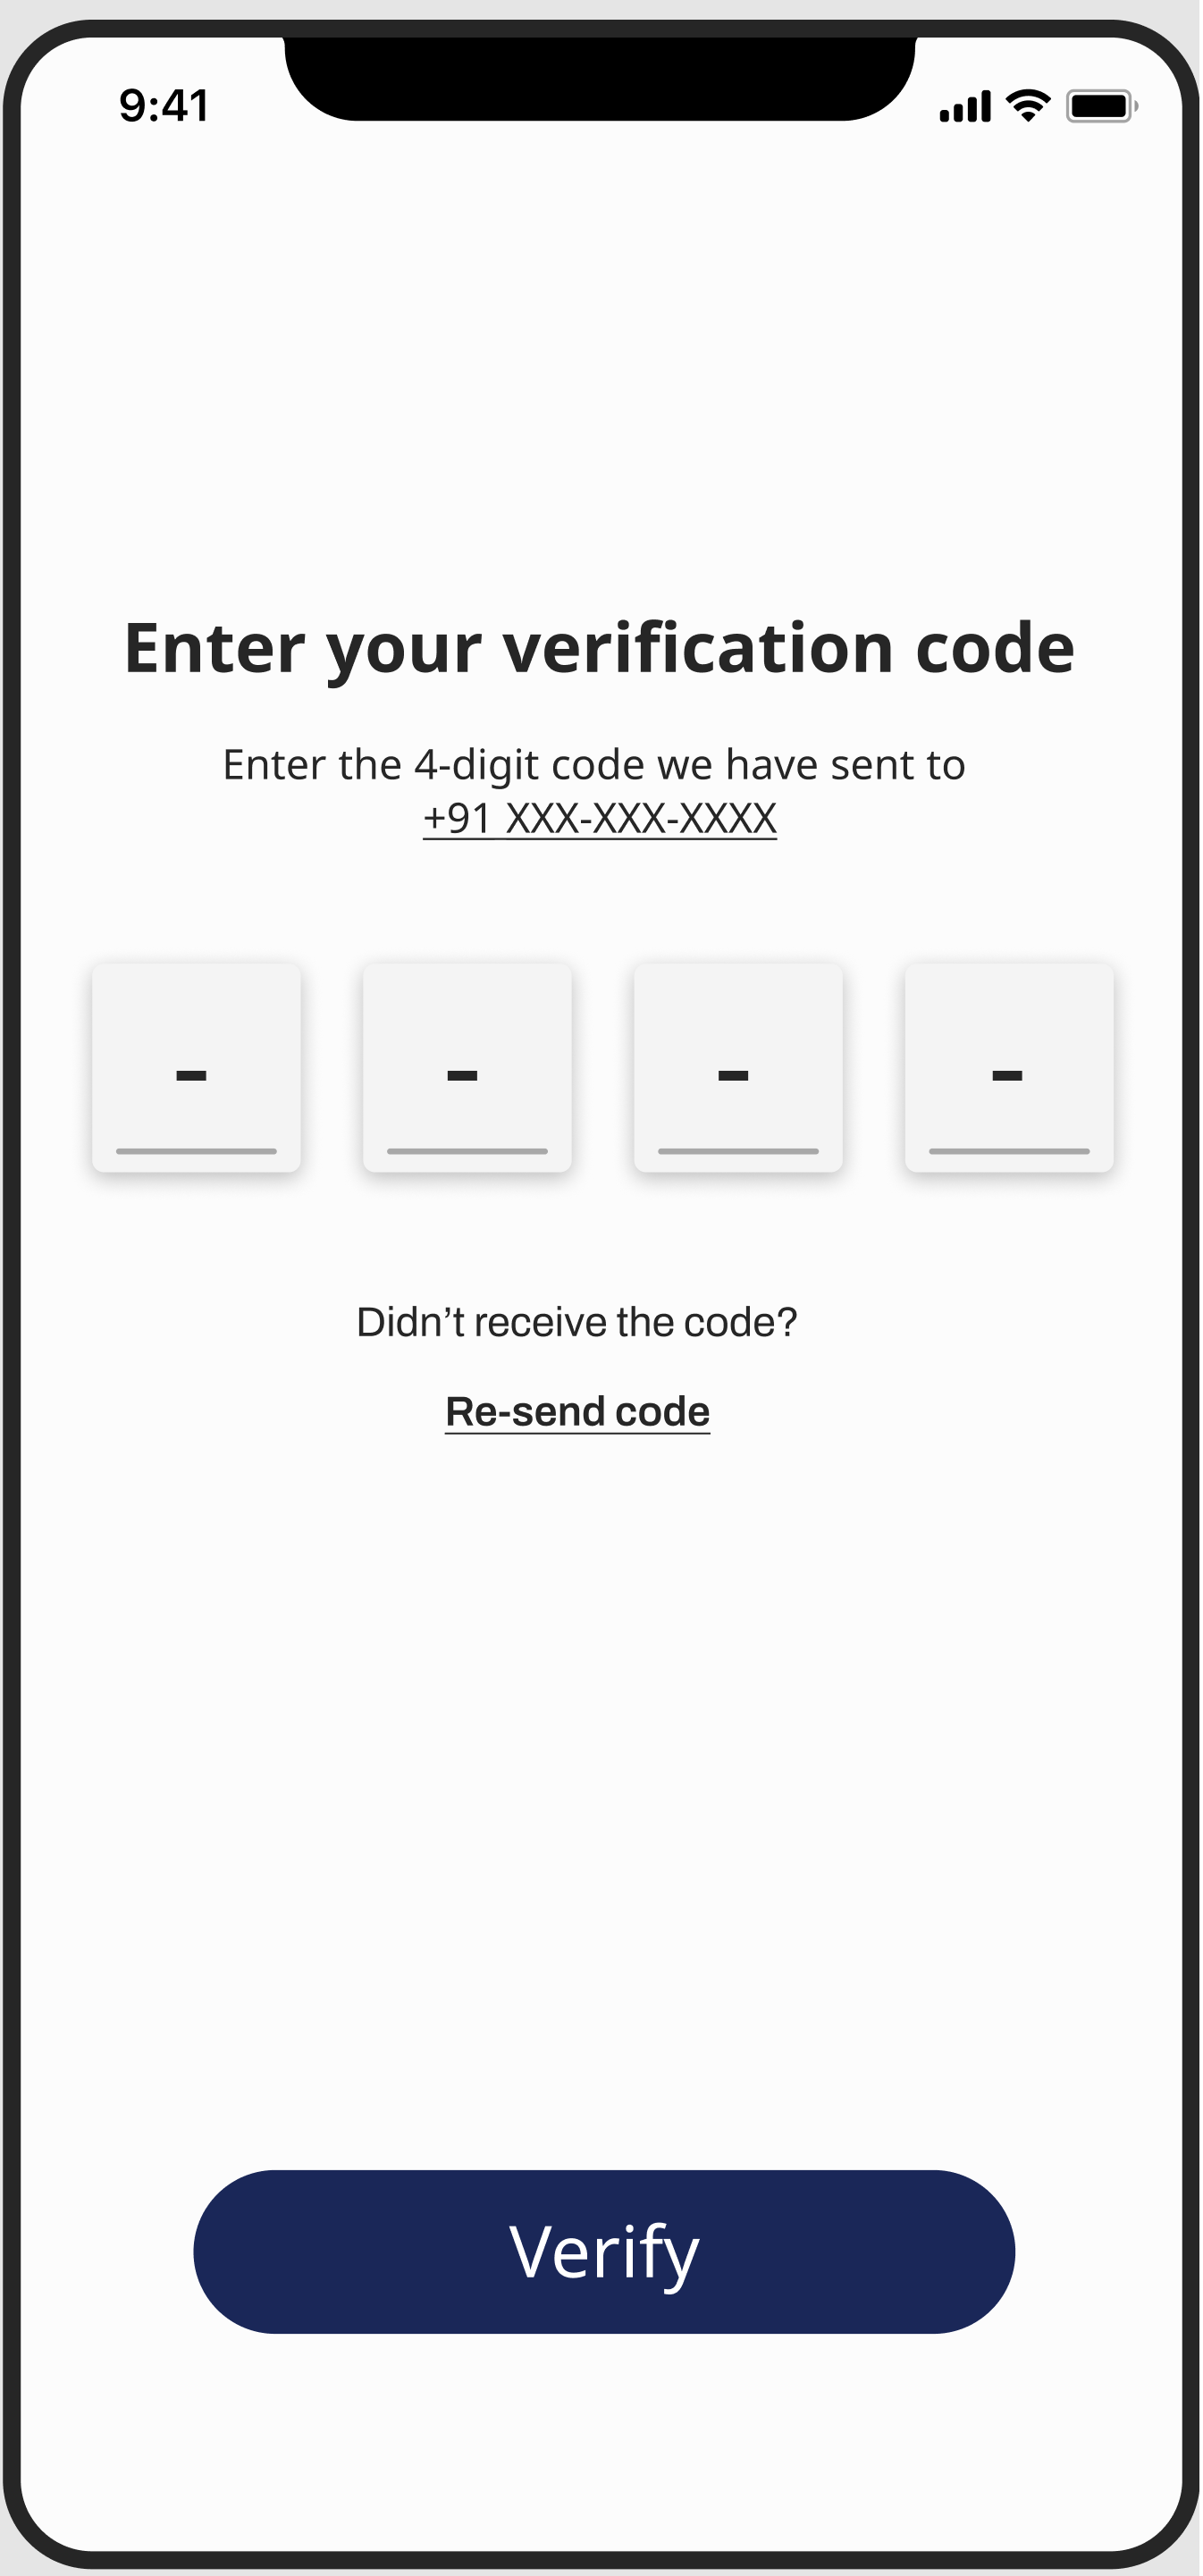 9:41
Enter your verification code
Enter the 4-digit code we have sent to
+91 XXX-XXX-XXXX
- - - -
Didn’t receive the code?
Re-send code
Verify